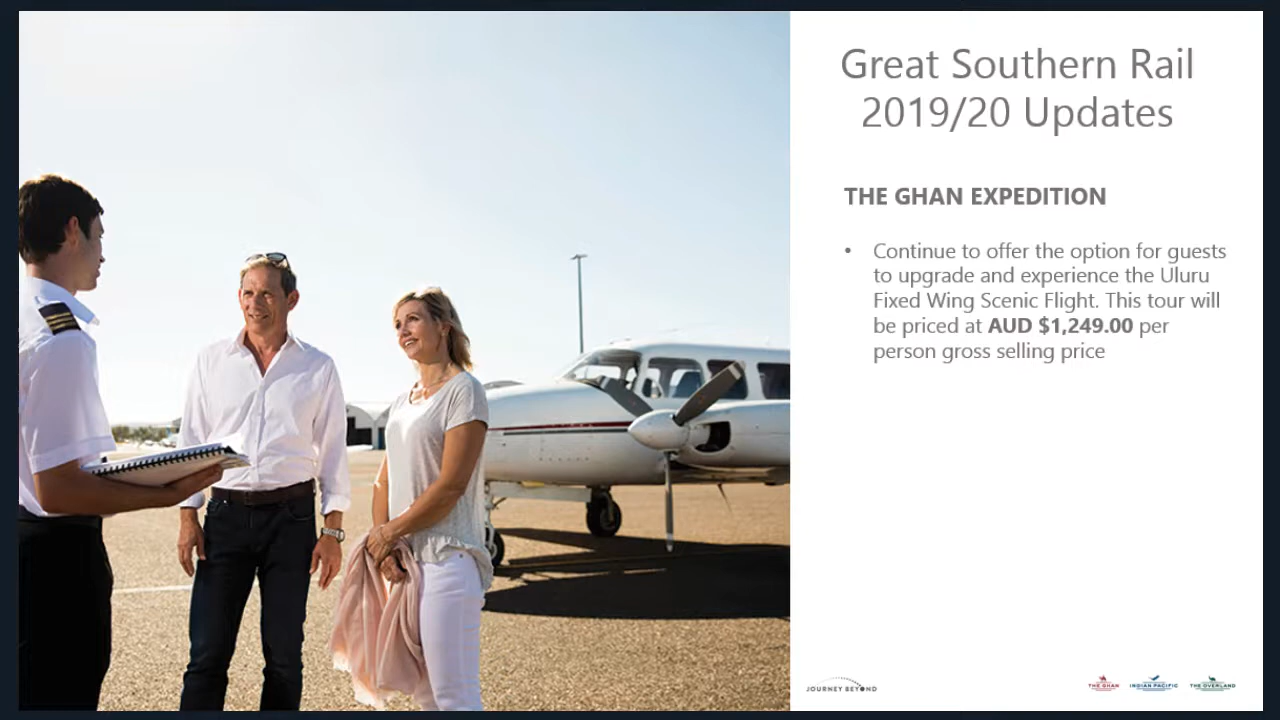 Great Southern Rail
2019/20 Updates
THE GHAN EXPEDITION
• Continue to offer the option for guests
to upgrade and experience the Uluru
Fixed Wing Scenic Flight. This tour will
be priced at AUD $1,249.00 per
person gross selling price
JOURNEY BEYOND
THE GHAN
INDIAN PACIFIC
THE OVERLAND